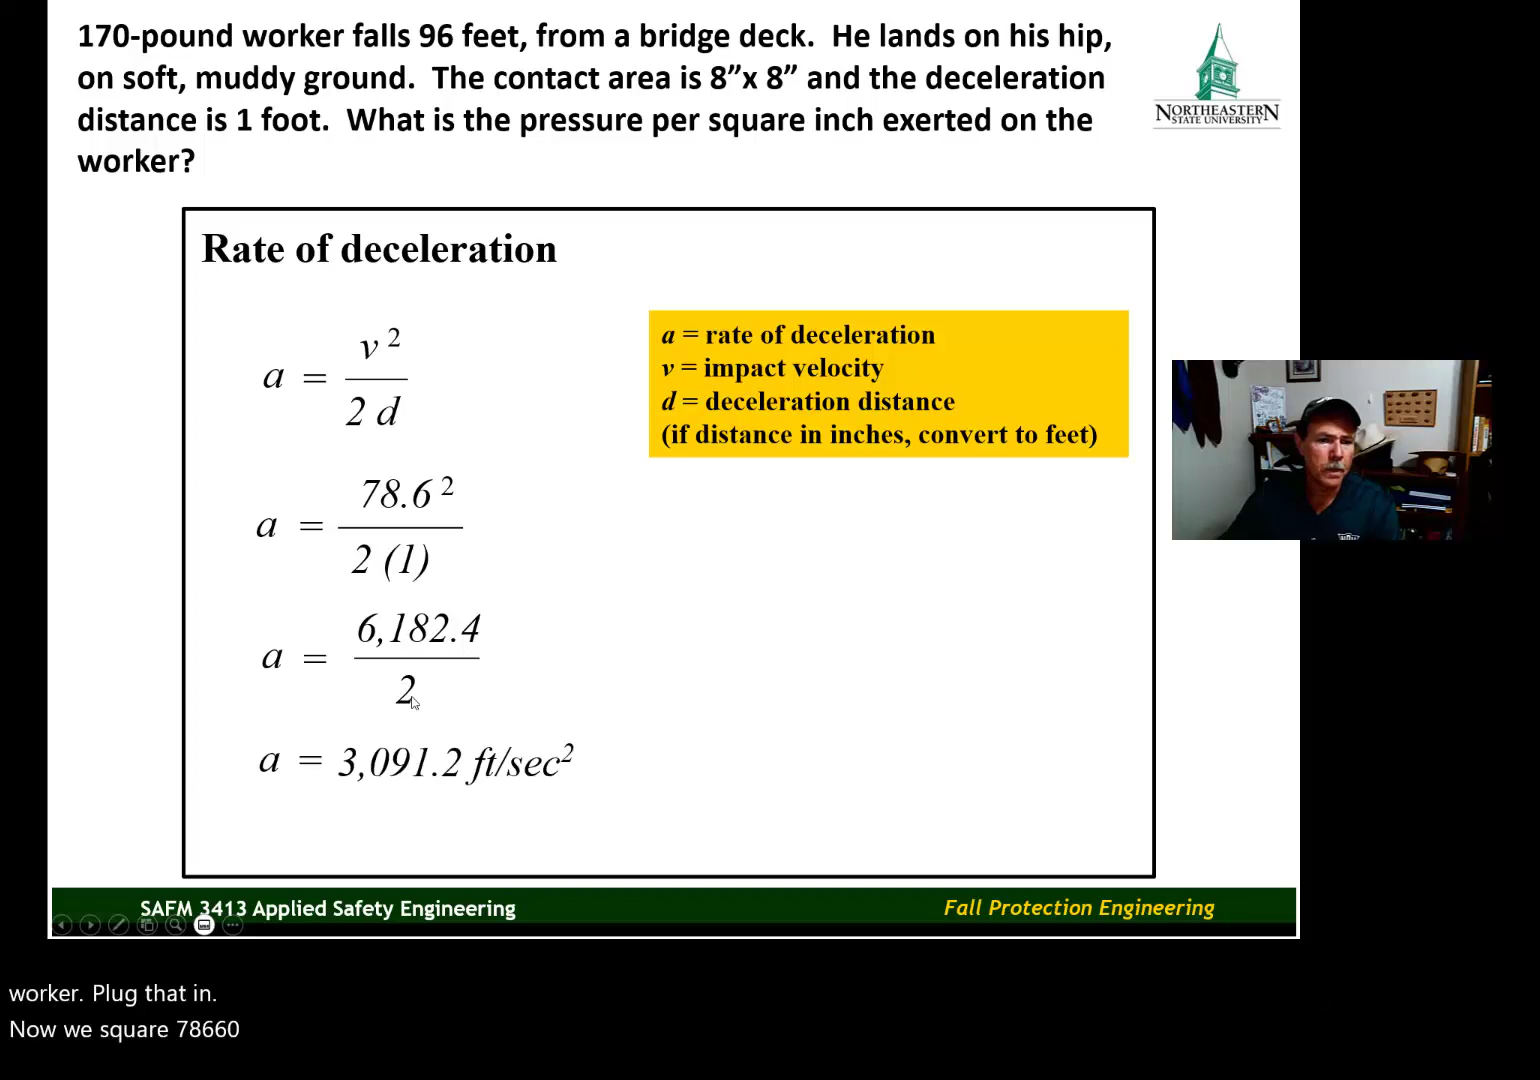 170-pound worker falls 96 feet, from a bridge deck.  He lands on his hip,
on soft, muddy ground.  The contact area is 8”x 8” and the deceleration
distance is 1 foot.  What is the pressure per square inch exerted on the
worker?
NORTHEASTERN
STATE UNIVERSITY
Rate of deceleration
a = v² / 2 d
a = rate of deceleration
v = impact velocity
d = deceleration distance
(if distance in inches, convert to feet)
a = 78.6² / 2 (1)
a = 6,182.4 / 2
a = 3,091.2 ft/sec²
SAFM 3413 Applied Safety Engineering
Fall Protection Engineering
worker. Plug that in.
Now we square 78660